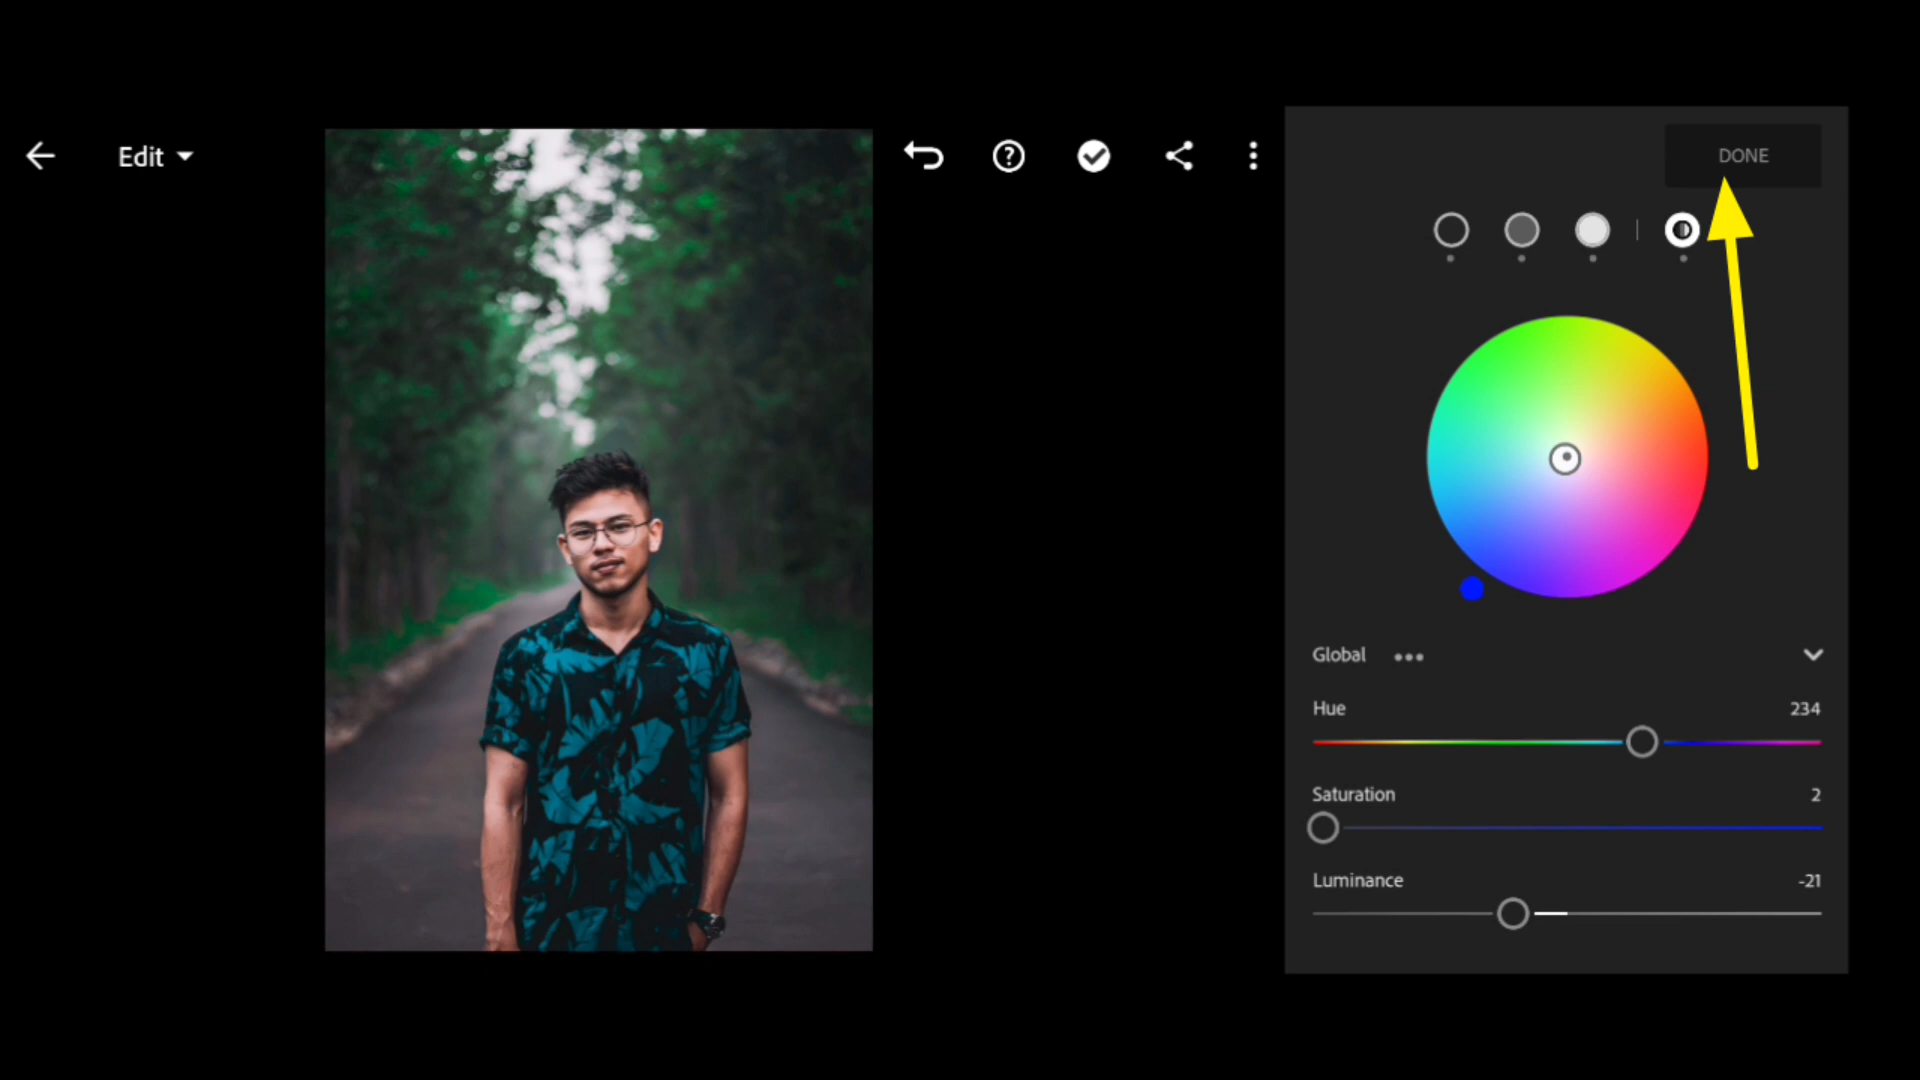 Edit
DONE
Global
Hue 234
Saturation 2
Luminance -21